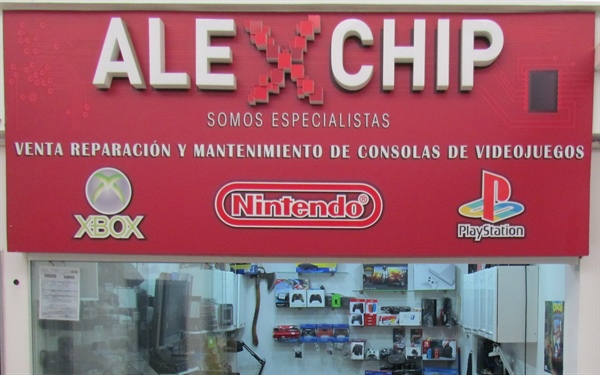 ALEXCHIP
SOMOS ESPECIALISTAS
VENTA REPARACIÓN Y MANTENIMIENTO DE CONSOLAS DE VIDEOJUEGOS
XBOX
Nintendo®
PlayStation